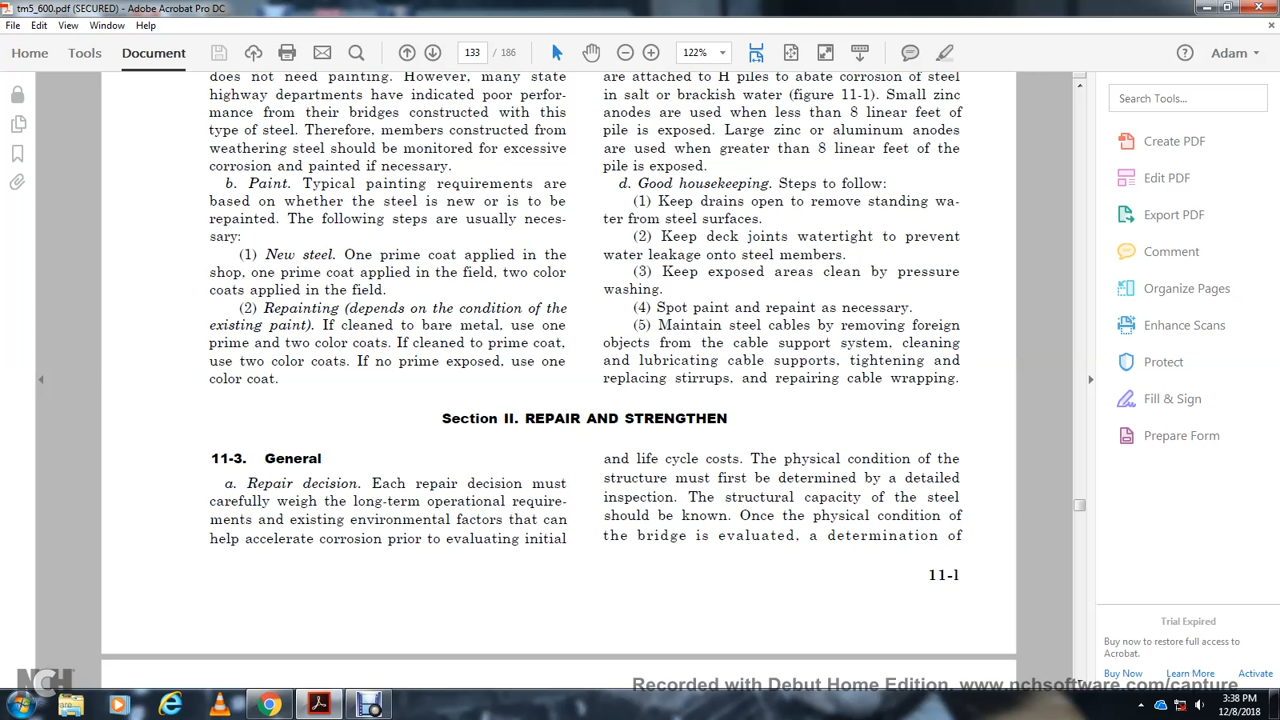 tm5_600.pdf (SECURED) - Adobe Acrobat Pro DC
File Edit View Window Help
Home Tools Document 133 / 186 122% Adam
does not need painting. However, many state
highway departments have indicated poor perfor-
mance from their bridges constructed with this
type of steel. Therefore, members constructed from
weathering steel should be monitored for excessive
corrosion and painted if necessary.
b. Paint. Typical painting requirements are
based on whether the steel is new or is to be
repainted. The following steps are usually neces-
sary:
(1) New steel. One prime coat applied in the
shop, one prime coat applied in the field, two color
coats applied in the field.
(2) Repainting (depends on the condition of the
existing paint). If cleaned to bare metal, use one
prime and two color coats. If cleaned to prime coat,
use two color coats. If no prime exposed, use one
color coat.
are attached to H piles to abate corrosion of steel
in salt or brackish water (figure 11-1). Small zinc
anodes are used when less than 8 linear feet of
pile is exposed. Large zinc or aluminum anodes
are used when greater than 8 linear feet of the
pile is exposed.
d. Good housekeeping. Steps to follow:
(1) Keep drains open to remove standing wa-
ter from steel surfaces.
(2) Keep deck joints watertight to prevent
water leakage onto steel members.
(3) Keep exposed areas clean by pressure
washing.
(4) Spot paint and repaint as necessary.
(5) Maintain steel cables by removing foreign
objects from the cable support system, cleaning
and lubricating cable supports, tightening and
replacing stirrups, and repairing cable wrapping.
Section II. REPAIR AND STRENGTHEN
11-3. General
a. Repair decision. Each repair decision must
carefully weigh the long-term operational require-
ments and existing environmental factors that can
help accelerate corrosion prior to evaluating initial
and life cycle costs. The physical condition of the
structure must first be determined by a detailed
inspection. The structural capacity of the steel
should be known. Once the physical condition of
the bridge is evaluated, a determination of
11-l
Search Tools...
Create PDF
Edit PDF
Export PDF
Comment
Organize Pages
Enhance Scans
Protect
Fill & Sign
Prepare Form
Trial Expired
Buy now to restore full access to
Acrobat.
Buy Now Learn More Activate
NCH
Recorded with Debut Home Edition. www.nchsoftware.com/capture
3:38 PM
12/8/2018